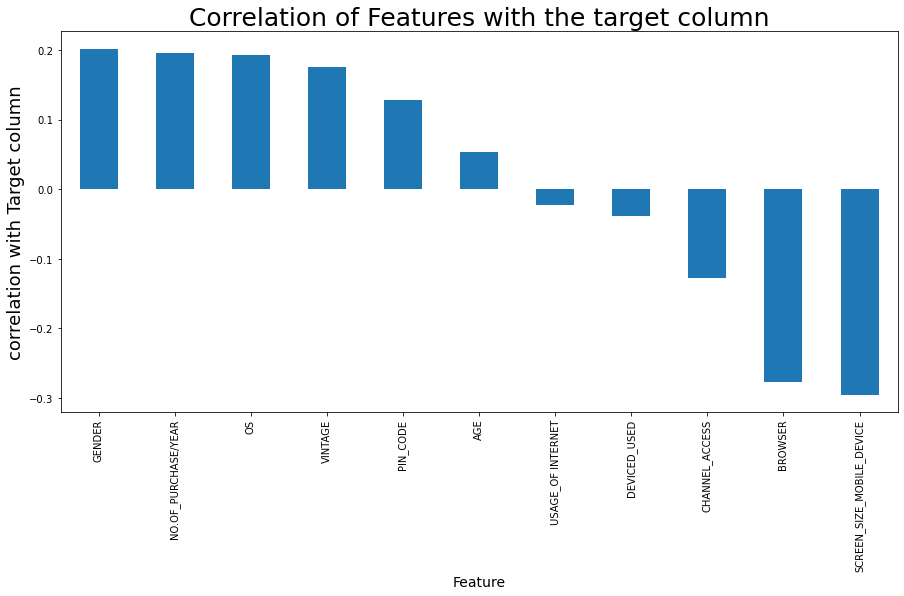 Correlation of Features with the target column
correlation with Target column
0.2
0.1
0.0
−0.1
−0.2
−0.3
GENDER
NO.OF_PURCHASE/YEAR
OS
VINTAGE
PIN_CODE
AGE
USAGE_OF INTERNET
DEVICED_USED
CHANNEL_ACCESS
BROWSER
SCREEN_SIZE_MOBILE_DEVICE
Feature